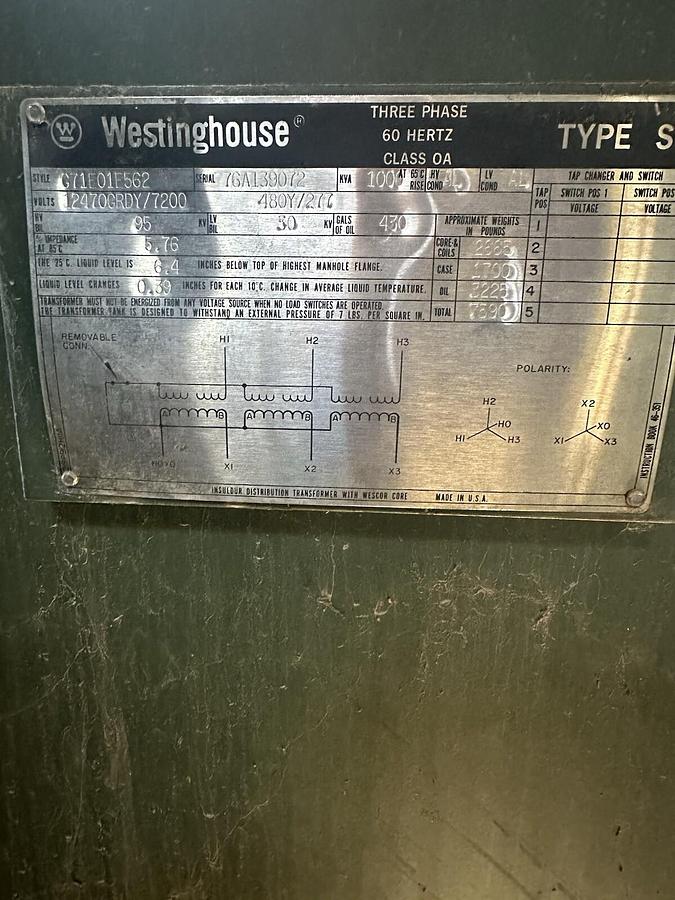 W Westinghouse® THREE PHASE 60 HERTZ CLASS OA TYPE S
STYLE G71E01E562 SERIAL 76A139072 KVA 1000 AT 65°C RISE HV COND LV COND AL TAP CHANGER AND SWITCH
VOLTS 12470GRDY/7200 480Y/277 TAP POS SWITCH POS 1 VOLTAGE SWITCH POS VOLTAGE
HV BIL 95 KV LV BIL 30 KV GALS OF OIL 430 APPROXIMATE WEIGHTS IN POUNDS 1
% IMPEDANCE AT 85°C 5.76 CORE& COILS 2
THE 25°C. LIQUID LEVEL IS 6.4 INCHES BELOW TOP OF HIGHEST MANHOLE FLANGE. CASE 1700 3
LIQUID LEVEL CHANGES 0.39 INCHES FOR EACH 10°C. CHANGE IN AVERAGE LIQUID TEMPERATURE. OIL 3225 4
TRANSFORMER MUST NOT BE ENERGIZED FROM ANY VOLTAGE SOURCE WHEN NO LOAD SWITCHES ARE OPERATED.
THE TRANSFORMER TANK IS DESIGNED TO WITHSTAND AN EXTERNAL PRESSURE OF 7 LBS. PER SQUARE IN. TOTAL 7590 5
REMOVABLE CONN.
H1 H2 H3
POLARITY:
A B A B A B
H0X0 X1 X2 X3
H2
H0
H1 H3
X2
X0
X1 X3
INSTRUCTION BOOK 46-351
INSULDUR DISTRIBUTION TRANSFORMER WITH WESCOR CORE MADE IN U.S.A.